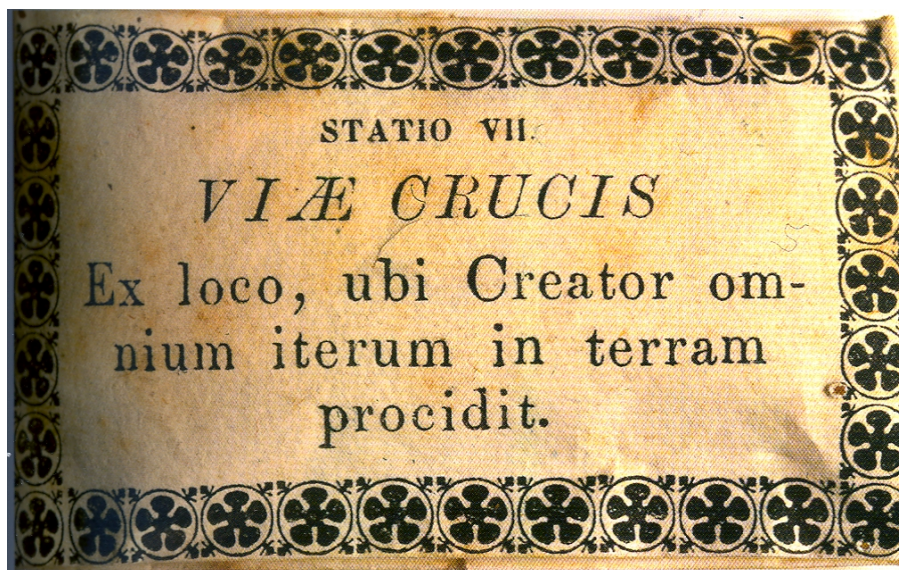 STATIO VII.
VIÆ CRUCIS
Ex loco, ubi Creator om-
nium iterum in terram
procidit.